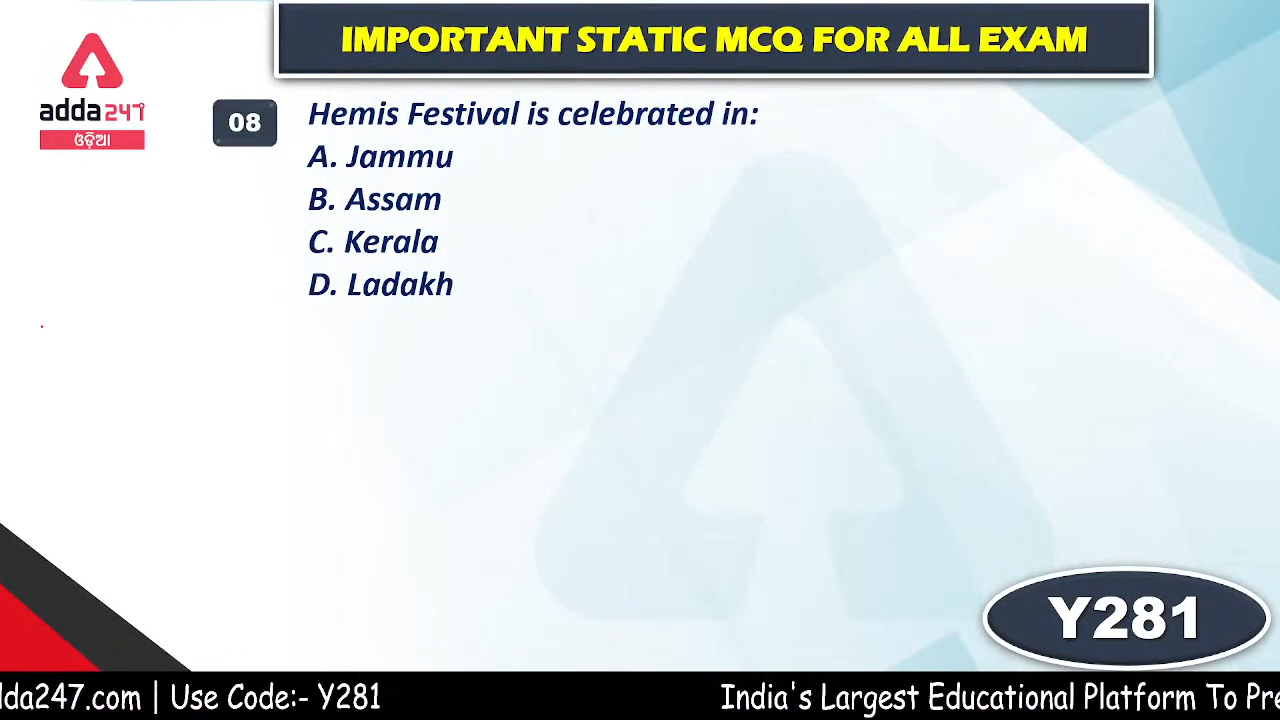 IMPORTANT STATIC MCQ FOR ALL EXAM
adda247
ଓଡ଼ିଆ
08
Hemis Festival is celebrated in:
A. Jammu
B. Assam
C. Kerala
D. Ladakh
Y281
dda247.com | Use Code:- Y281
India's Largest Educational Platform To Pre